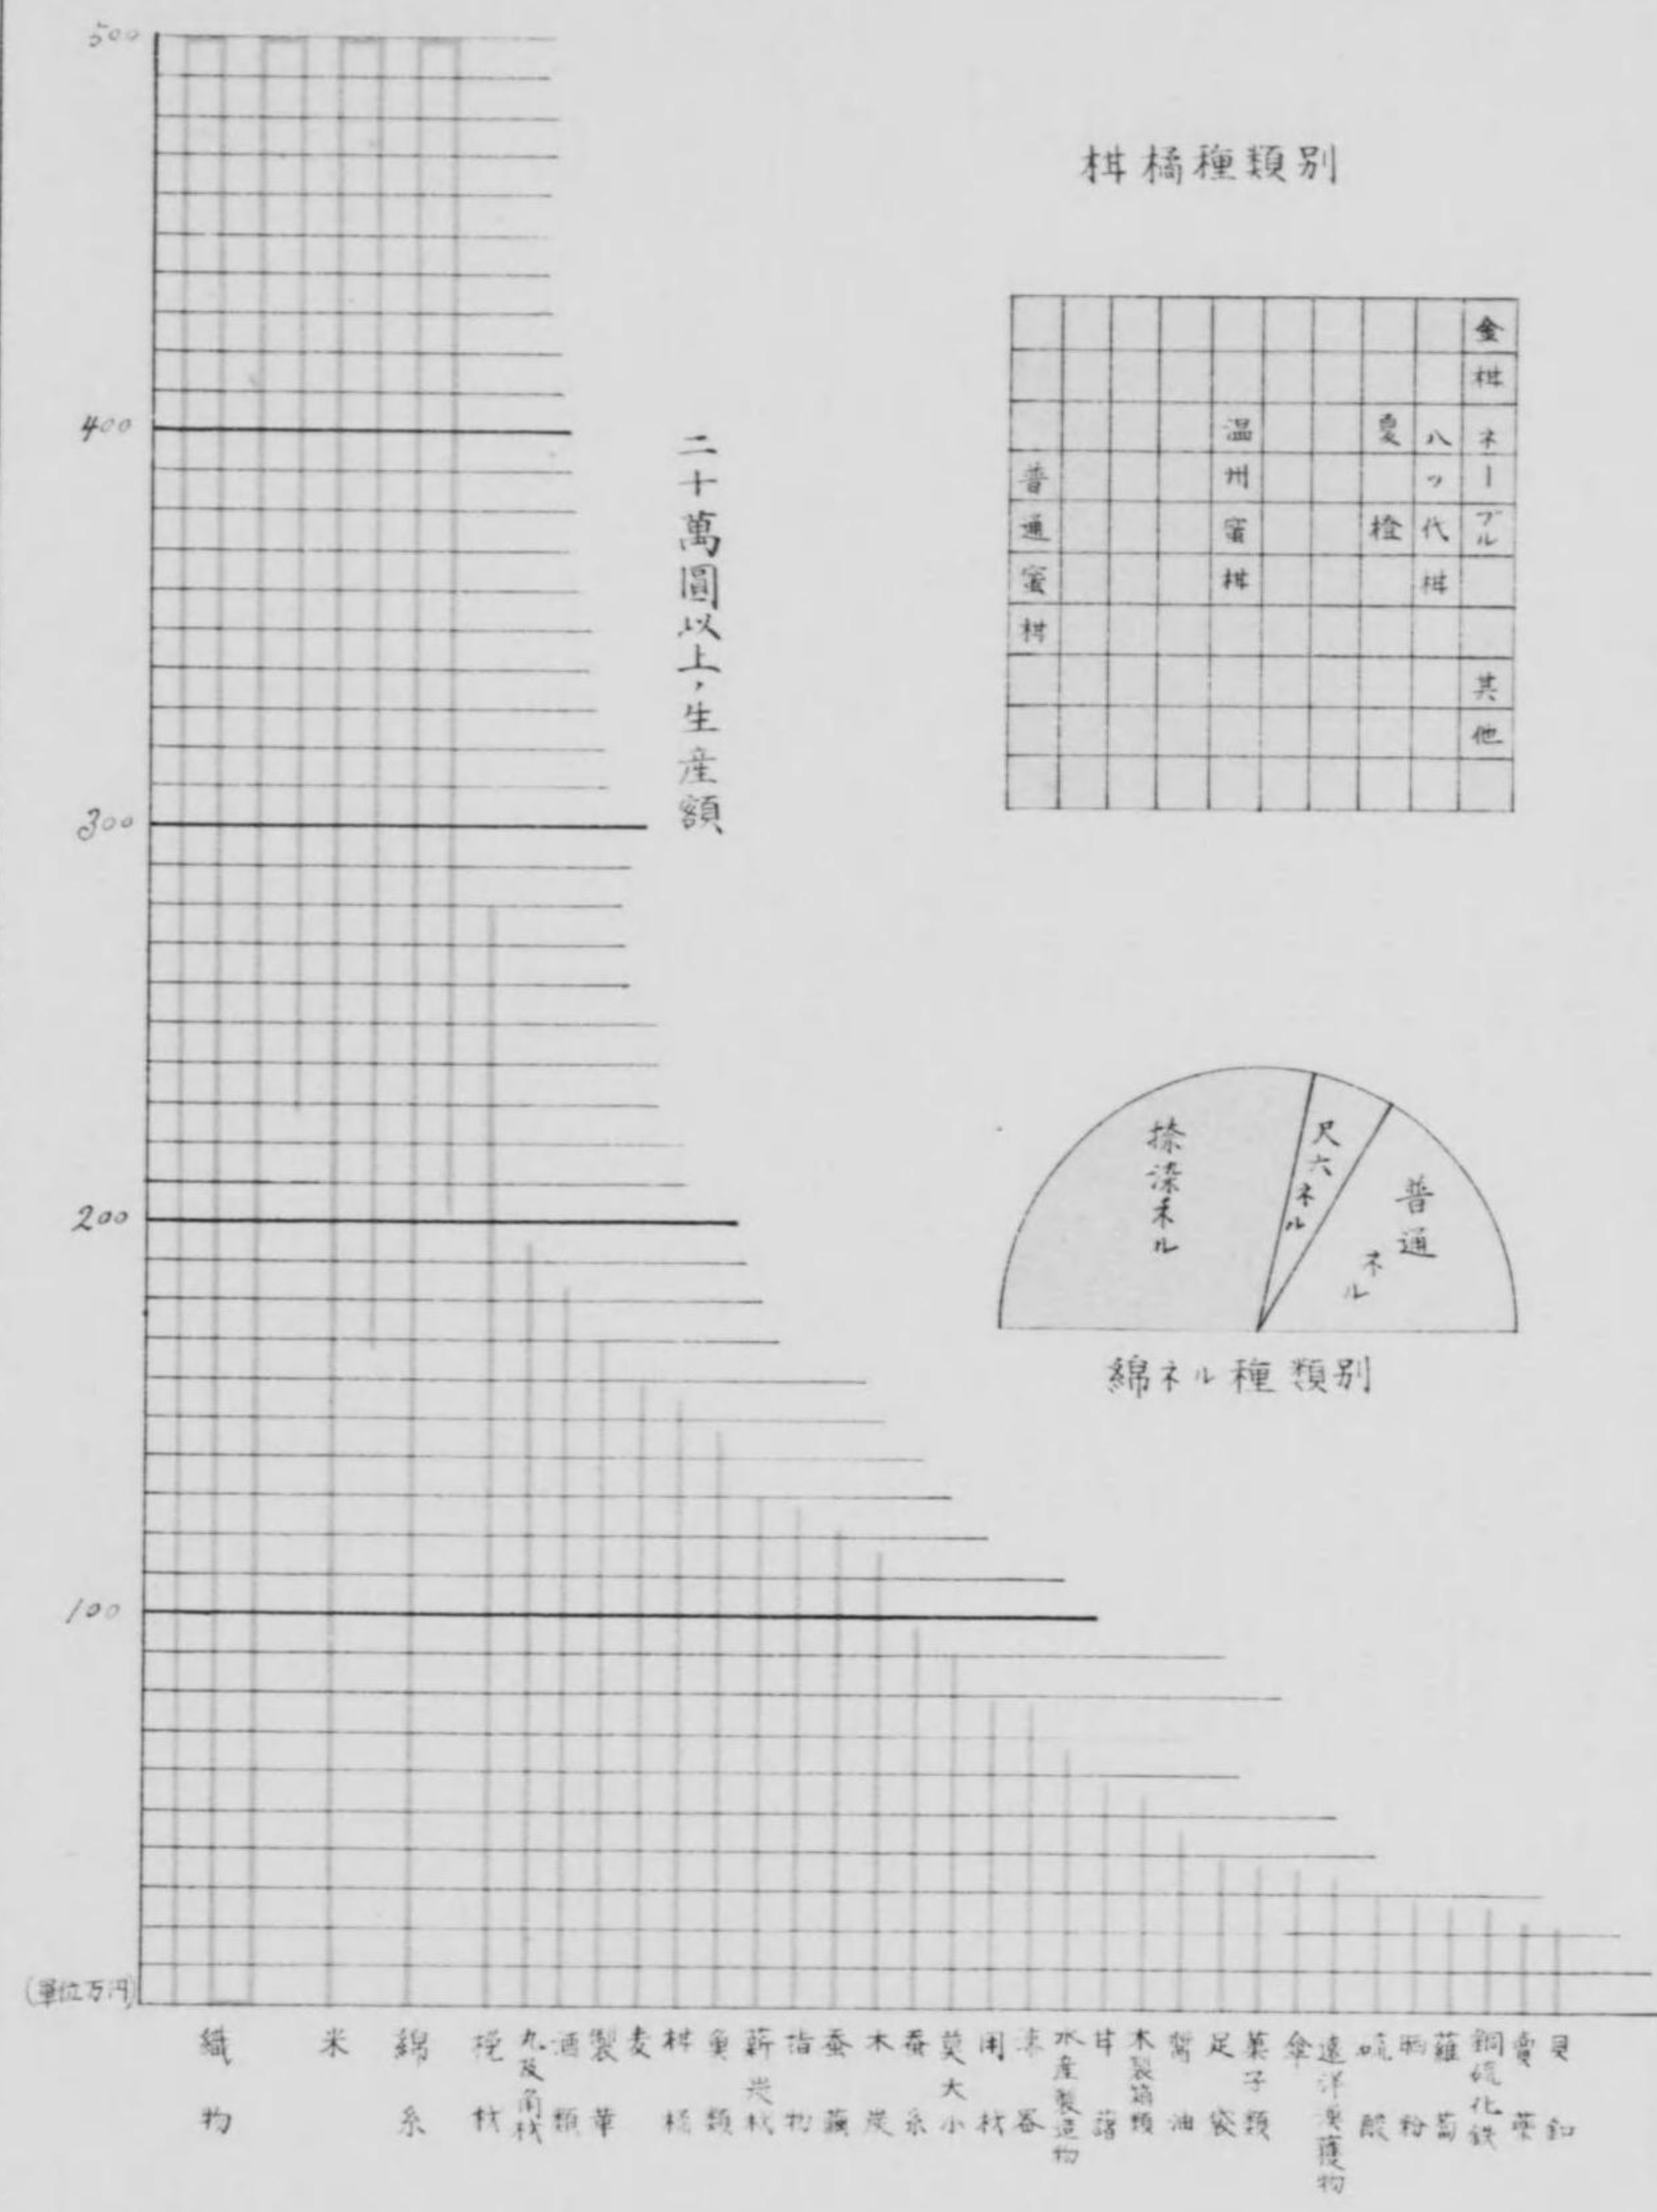 500
400
300
200
100
(單位万円)
二十萬圓以上ノ生産額
柑橘種類別
普通蜜柑
温州蜜柑
夏橙
八ッ代柑
金柑
ネーブル
其他
捺染ネル
尺六ネル
普通ネル
綿ネル種類別
織物
米
綿糸
挽材
丸及角材
酒類
製革
麦
柑橘
魚類
薪炭材
指物
蚕繭
木炭
蚕糸
莫大小
用材
漆器
水産製造物
甘藷
木製箱類
醤油
足袋
菓子類
傘
遠洋漁獲物
硫酸
晒粉
蘿蔔
銅硫化鉄
賣薬
貝釦